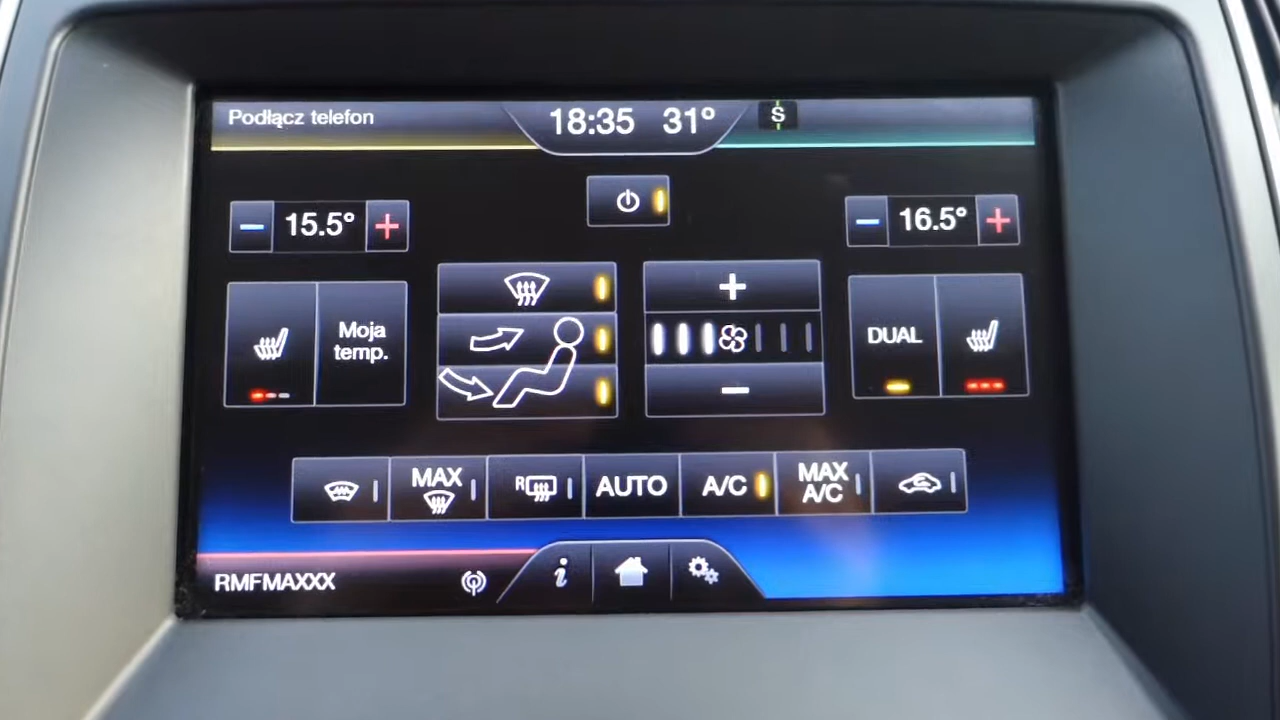 Podłącz telefon
18:35 31° S
15.5°
16.5°
Moja
temp.
DUAL
MAX
R
AUTO
A/C
MAX
A/C
RMFMAXXX